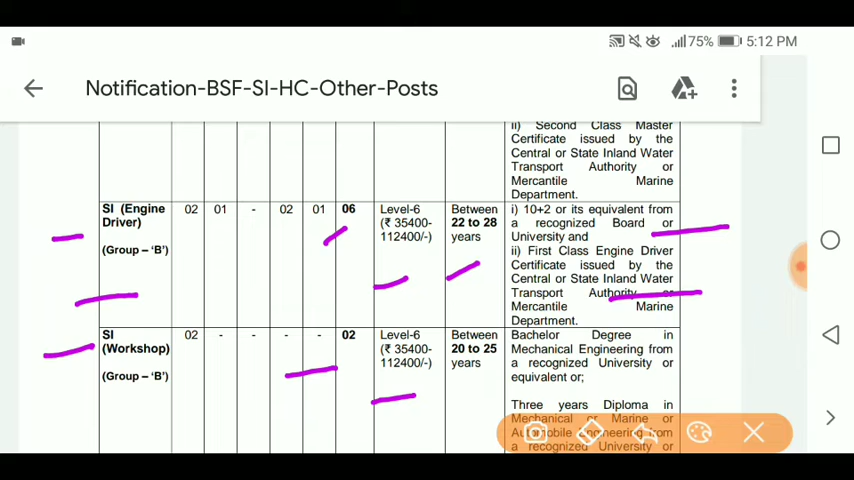 75% 5:12 PM
Notification-BSF-SI-HC-Other-Posts
ii) Second Class Master
Certificate issued by the
Central or State Inland Water
Transport Authority or
Mercantile Marine
Department.
SI (Engine
Driver)
(Group – ‘B’)
02 01 - 02 01 06
Level-6
(₹ 35400-
112400/-)
Between
22 to 28
years
i) 10+2 or its equivalent from
a recognized Board or
University and
ii) First Class Engine Driver
Certificate issued by the
Central or State Inland Water
Transport Authority or
Mercantile Marine
Department.
SI
(Workshop)
(Group – ‘B’)
02 - - - - 02
Level-6
(₹ 35400-
112400/-)
Between
20 to 25
years
Bachelor Degree in
Mechanical Engineering from
a recognized University or
equivalent or;
Three years Diploma in
Mechanical or Marine or
Automobile Engineering from
a recognized University or